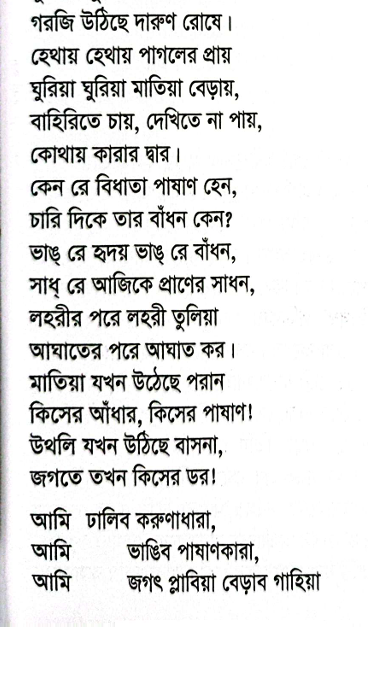 গরজি উঠিছে দারুণ রোষে।
হেথায় হেথায় পাগলের প্রায়
ঘুরিয়া ঘুরিয়া মাতিয়া বেড়ায়,
বাহিরিতে চায়, দেখিতে না পায়,
কোথায় কারার দ্বার।
কেন রে বিধাতা পাষাণ হেন,
চারি দিকে তার বাঁধন কেন?
ভাঙ্ রে হৃদয় ভাঙ্ রে বাঁধন,
সাধ্ রে আজিকে প্রাণের সাধন,
লহরীর পরে লহরী তুলিয়া
আঘাতের পরে আঘাত কর।
মাতিয়া যখন উঠেছে পরান
কিসের আঁধার, কিসের পাষাণ!
উথলি যখন উঠিছে বাসনা,
জগতে তখন কিসের ডর!
আমি ঢালিব করুণাধারা,
আমি ভাঙিব পাষাণকারা,
আমি জগৎ প্লাবিয়া বেড়াব গাহিয়া